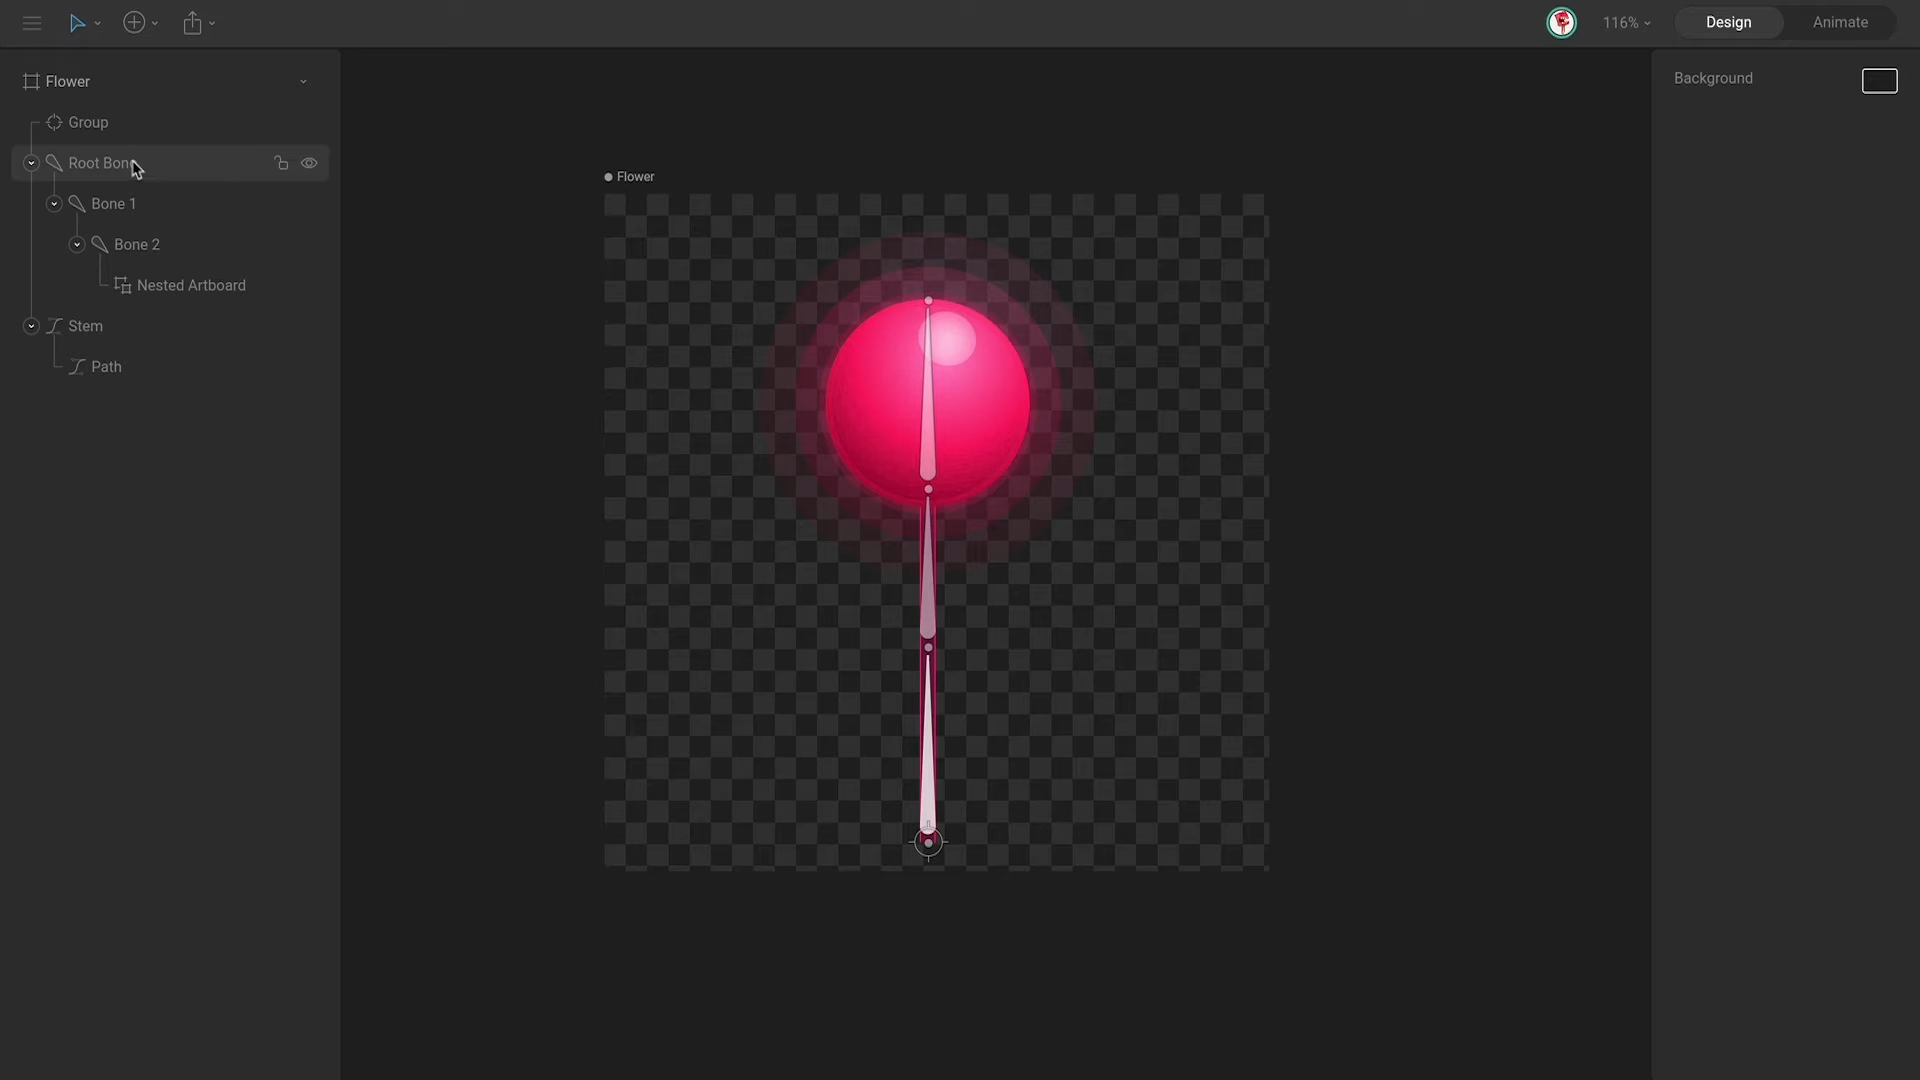 116%
Design
Animate
Flower
Group
Root Bone
Bone 1
Bone 2
Nested Artboard
Stem
Path
Flower
Background